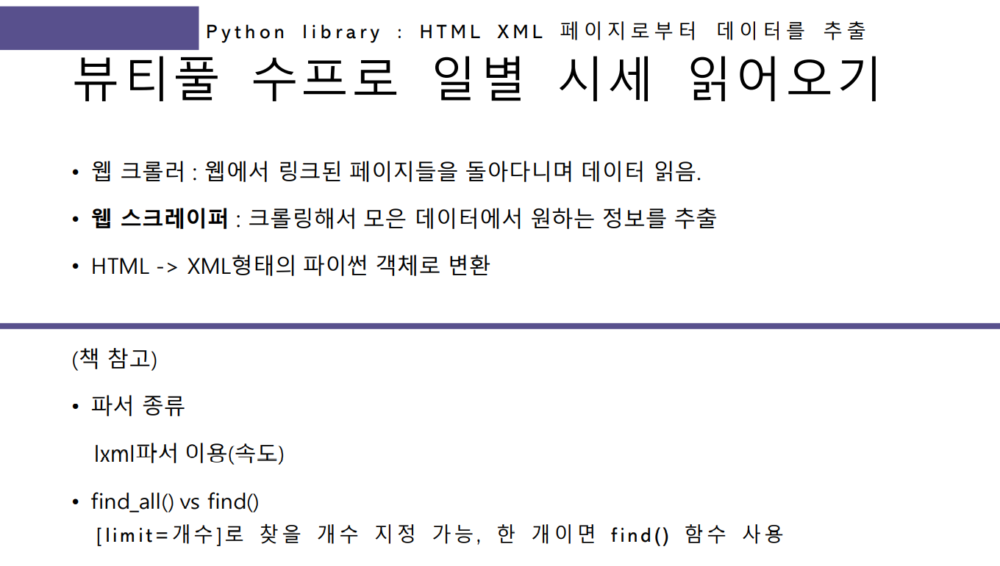 Python library : HTML XML 페이지로부터 데이터를 추출
뷰티풀 수프로 일별 시세 읽어오기
• 웹 크롤러 : 웹에서 링크된 페이지들을 돌아다니며 데이터 읽음.
• 웹 스크레이퍼 : 크롤링해서 모은 데이터에서 원하는 정보를 추출
• HTML -> XML형태의 파이썬 객체로 변환
(책 참고)
• 파서 종류
lxml파서 이용(속도)
• find_all() vs find()
[limit=개수]로 찾을 개수 지정 가능, 한 개이면 find() 함수 사용